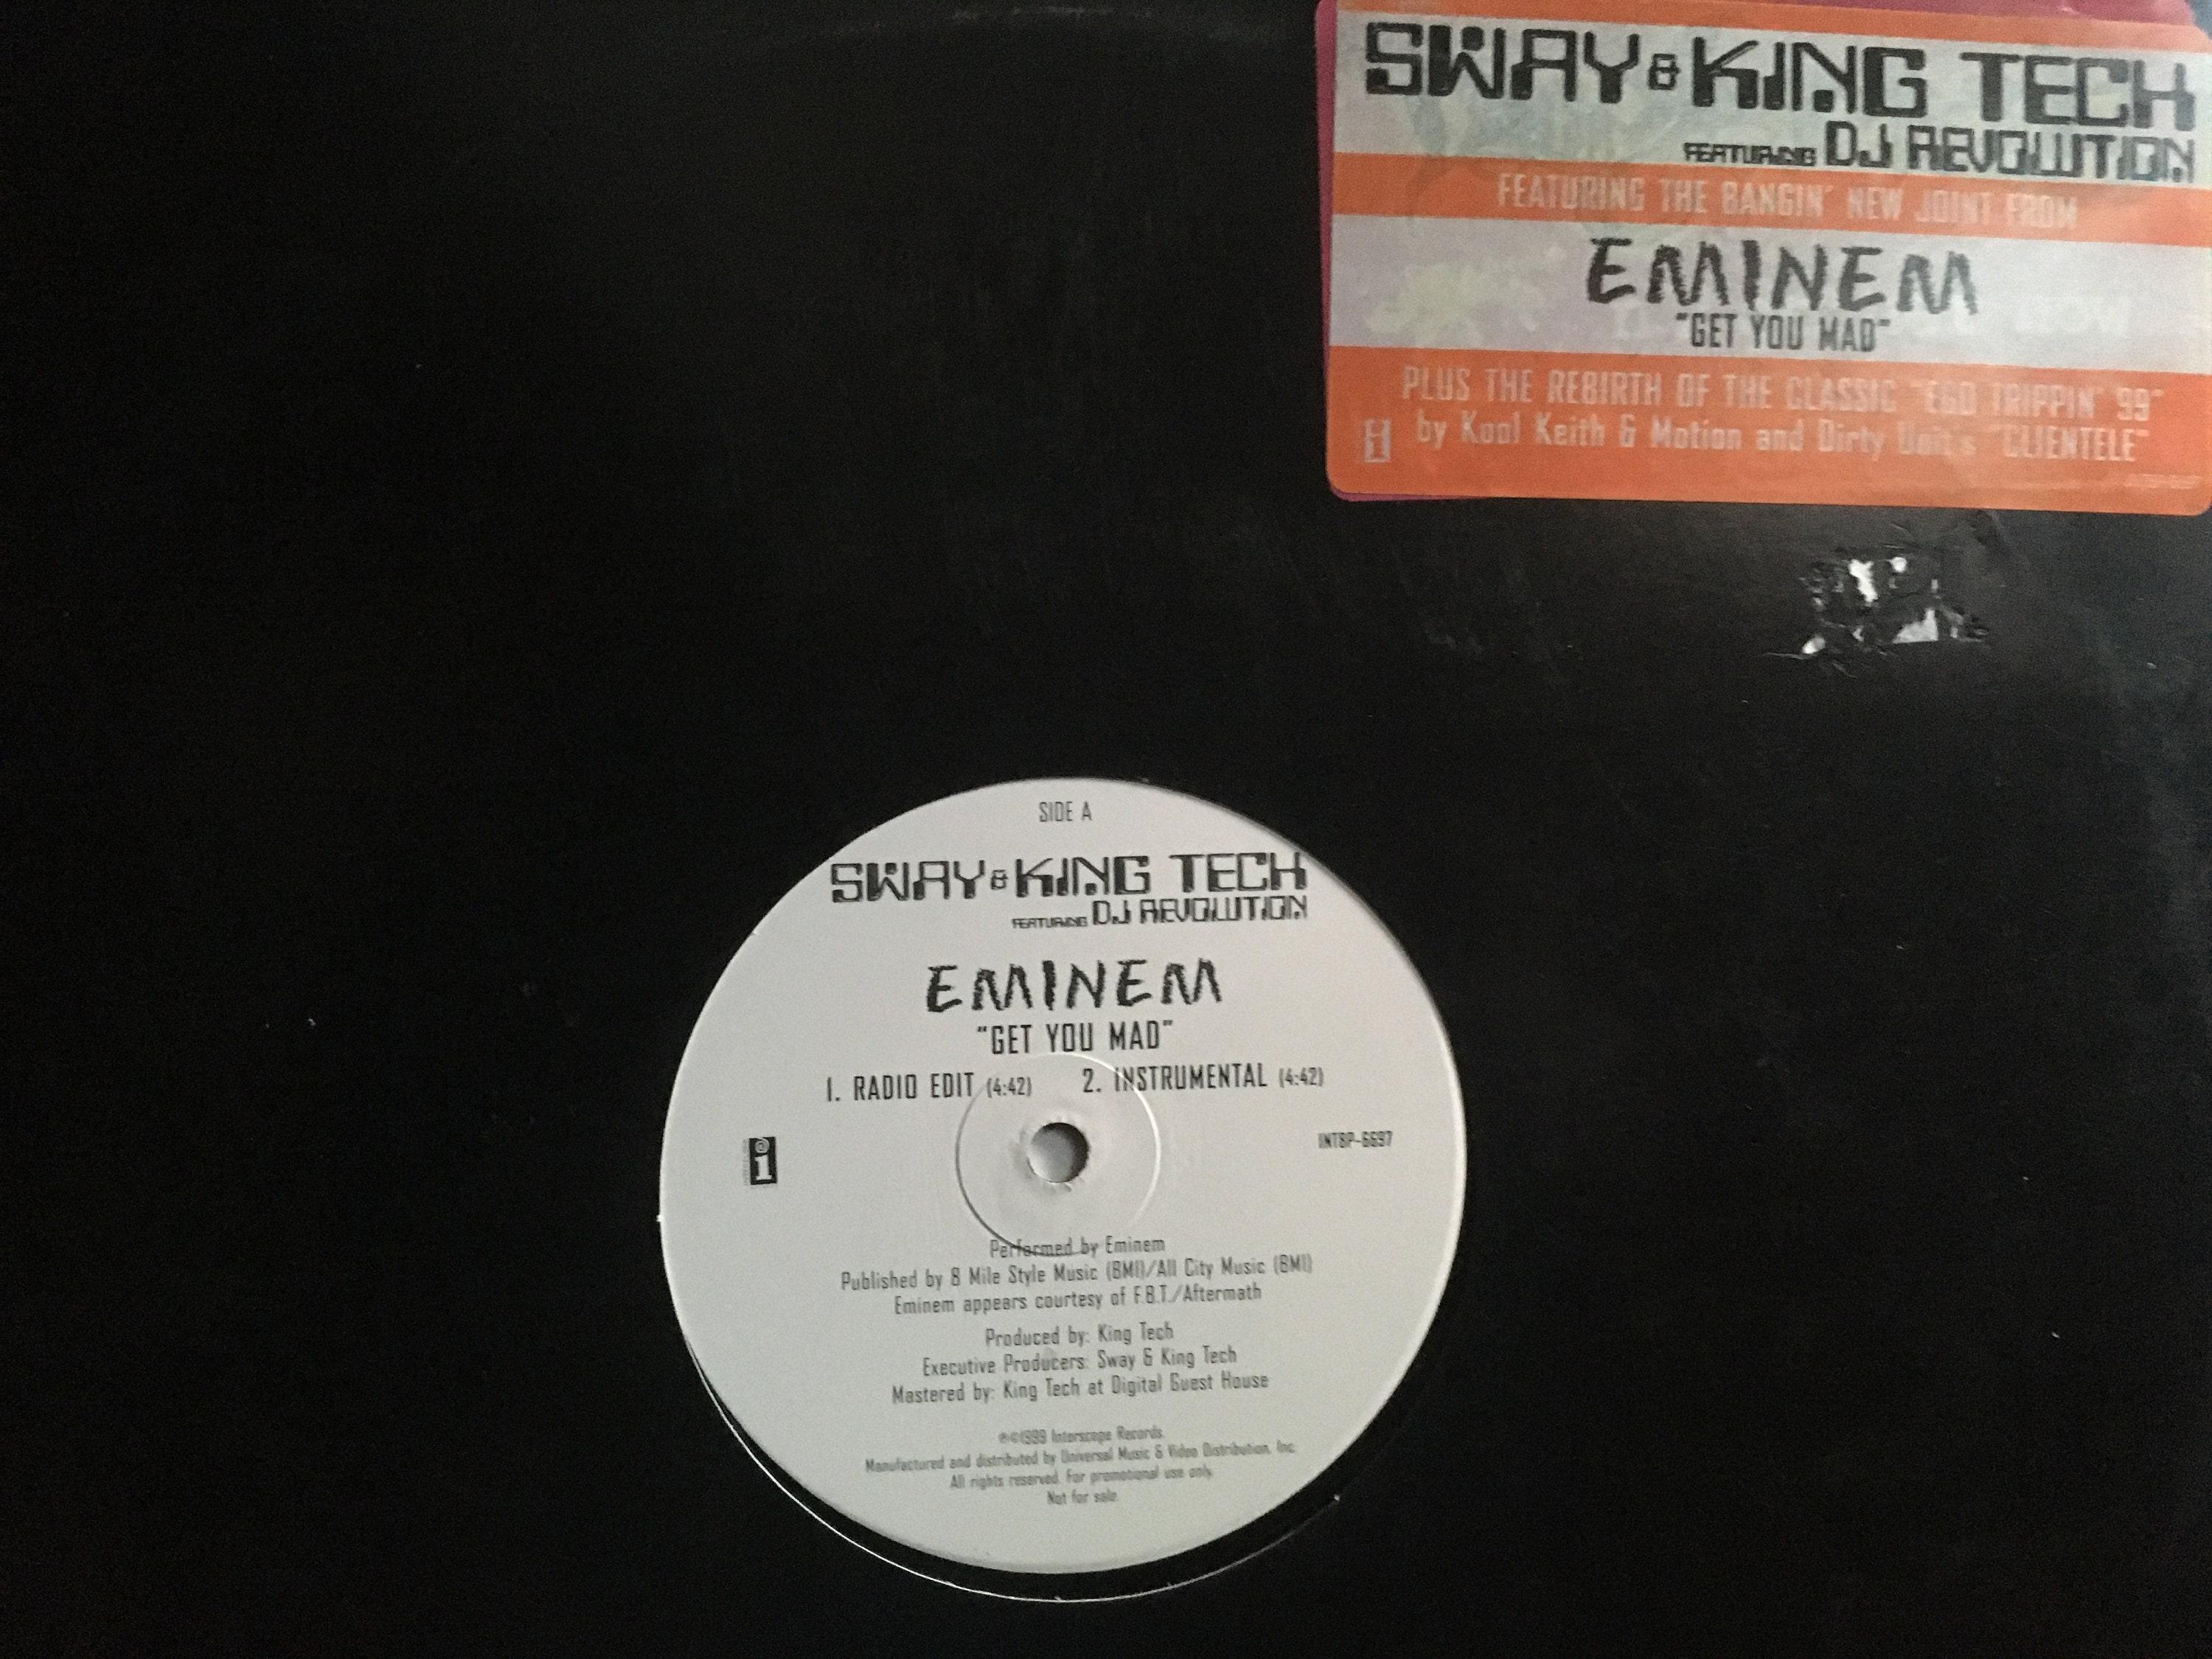 SWAY & KING TECH
FEATURING DJ REVOLUTION
FEATURING THE BANGIN' NEW JOINT FROM
EMINEM
"GET YOU MAD"
PLUS THE REBIRTH OF THE CLASSIC "EGO TRIPPIN' 99"
by Kool Keith & Motion and Dirty Unit's "CLIENTELE"
i
SIDE A
SWAY & KING TECH
FEATURING DJ REVOLUTION
EMINEM
"GET YOU MAD"
1. RADIO EDIT (4:42) 2. INSTRUMENTAL (4:42)
i
INT8P-6697
Performed by Eminem
Published by 8 Mile Style Music (BMI)/All City Music (BMI)
Eminem appears courtesy of F.B.T./Aftermath
Produced by: King Tech
Executive Producers: Sway & King Tech
Mastered by: King Tech at Digital Guest House
℗©1999 Interscope Records.
Manufactured and distributed by Universal Music & Video Distribution, Inc.
All rights reserved. For promotional use only.
Not for sale.